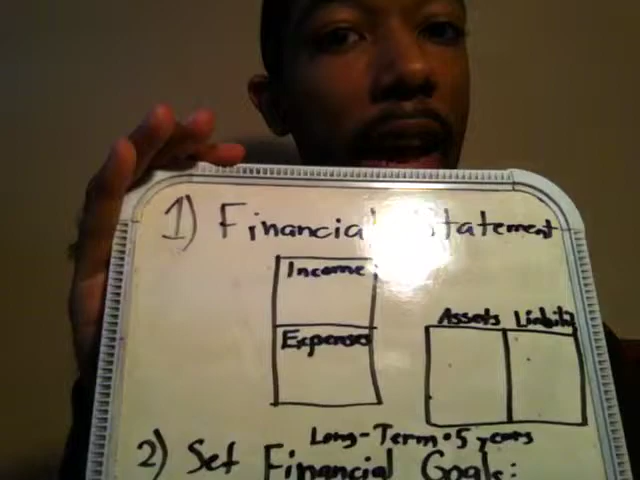 1) Financial Statement
Income
Expenses
Assets Liabilit
Long-Term • 5 years
2) Set Financial Goals: